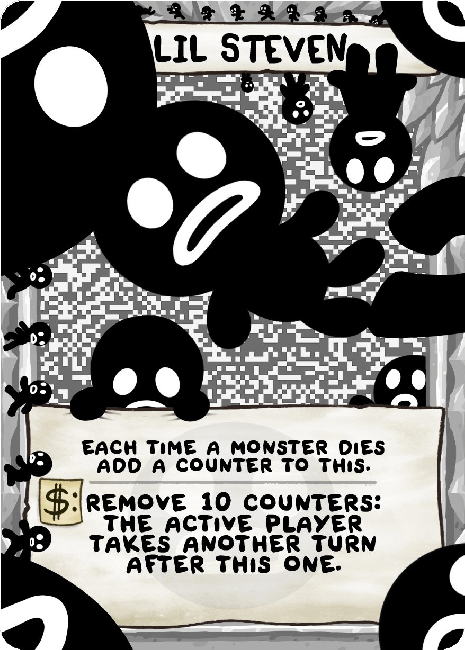 LIL STEVEN
EACH TIME A MONSTER DIES
ADD A COUNTER TO THIS.
$: REMOVE 10 COUNTERS:
THE ACTIVE PLAYER
TAKES ANOTHER TURN
AFTER THIS ONE.